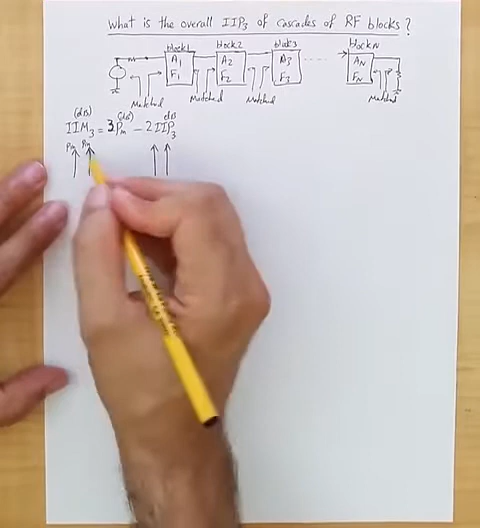 What is the overall IIP3 of cascades of RF blocks?
block1 block2 block3 blockN
A1 A2 A3 ..... AN
F1 F2 F3 FN
Matched Matched Matched Matched
(dB) (dB) dB
IIM3 = 3Pin - 2IIP3
Pin Pin